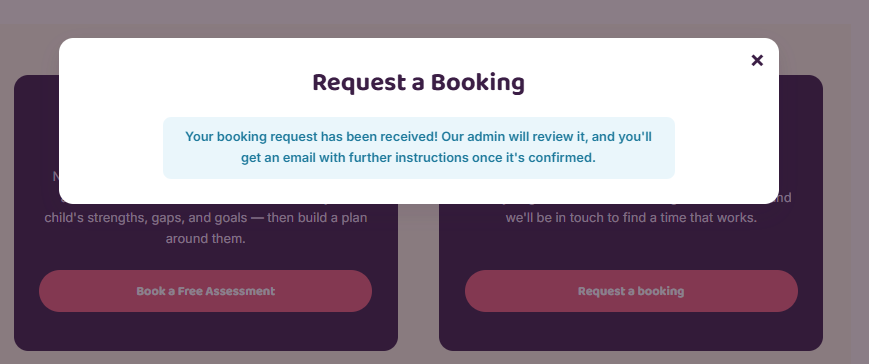 Request a Booking
Your booking request has been received! Our admin will review it, and you'll
get an email with further instructions once it's confirmed.
child's strengths, gaps, and goals — then build a plan
around them.
Book a Free Assessment
we'll be in touch to find a time that works.
Request a booking